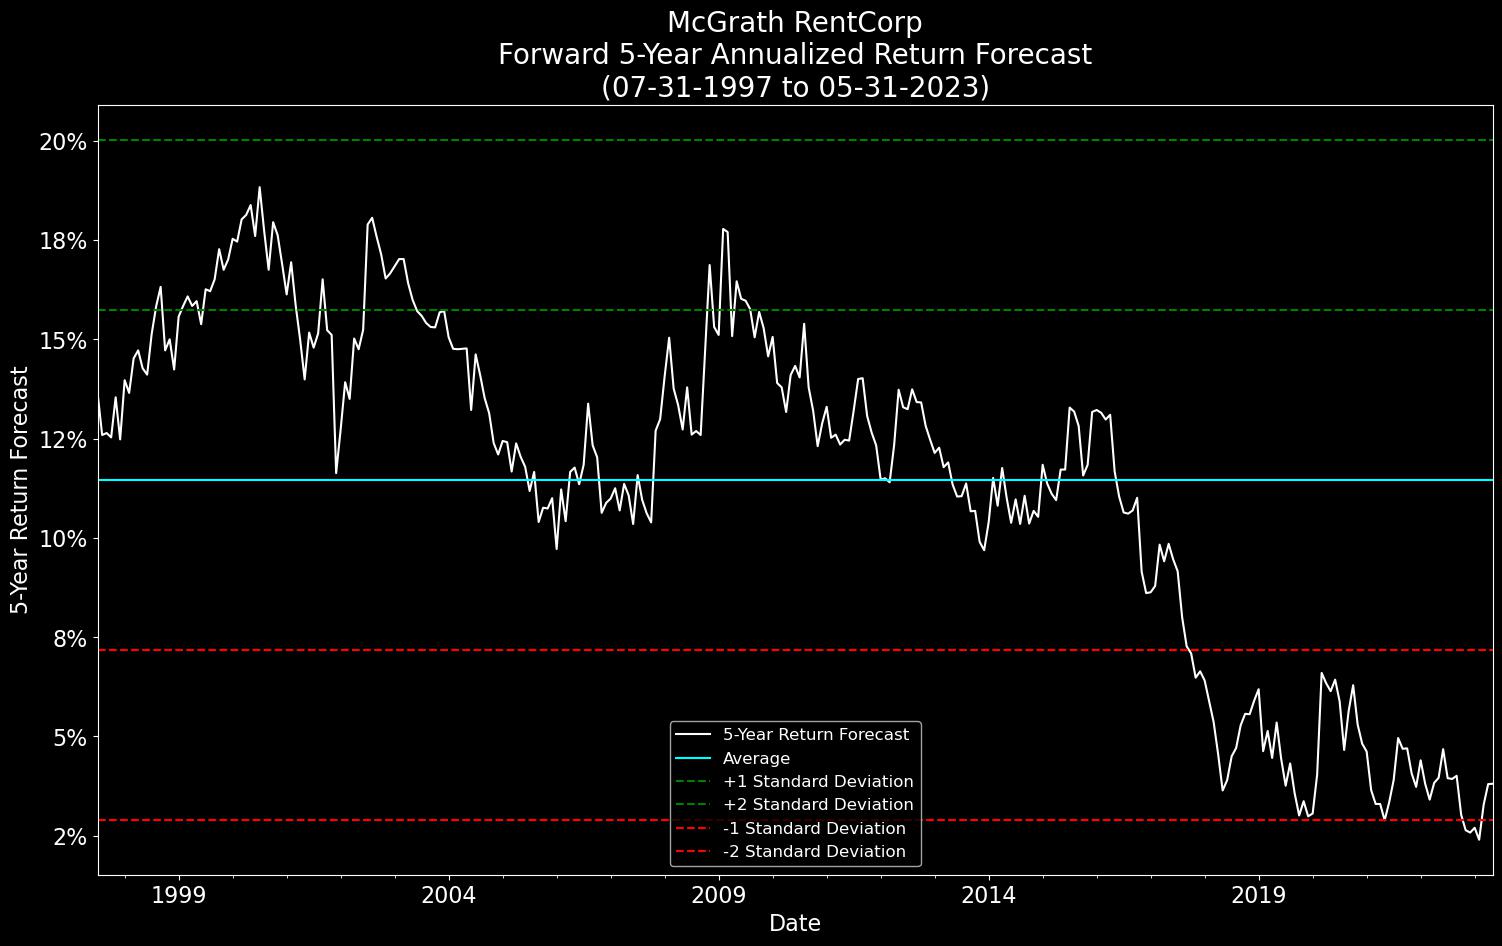 McGrath RentCorp
Forward 5-Year Annualized Return Forecast
(07-31-1997 to 05-31-2023)
5-Year Return Forecast
20%
18%
15%
12%
10%
8%
5%
2%
5-Year Return Forecast
Average
+1 Standard Deviation
+2 Standard Deviation
-1 Standard Deviation
-2 Standard Deviation
1999
2004
2009
2014
2019
Date